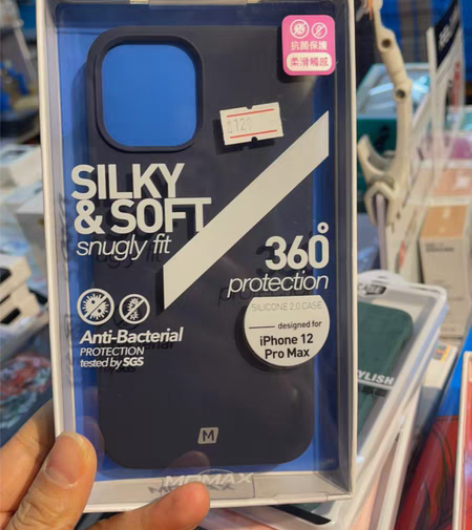 抗菌保護
柔滑觸感
SILKY
& SOFT
snugly fit
360°
protection
SILICONE 2.0 CASE
designed for
iPhone 12
Pro Max
Anti-Bacterial
PROTECTION
tested by SGS
M
MOMAX